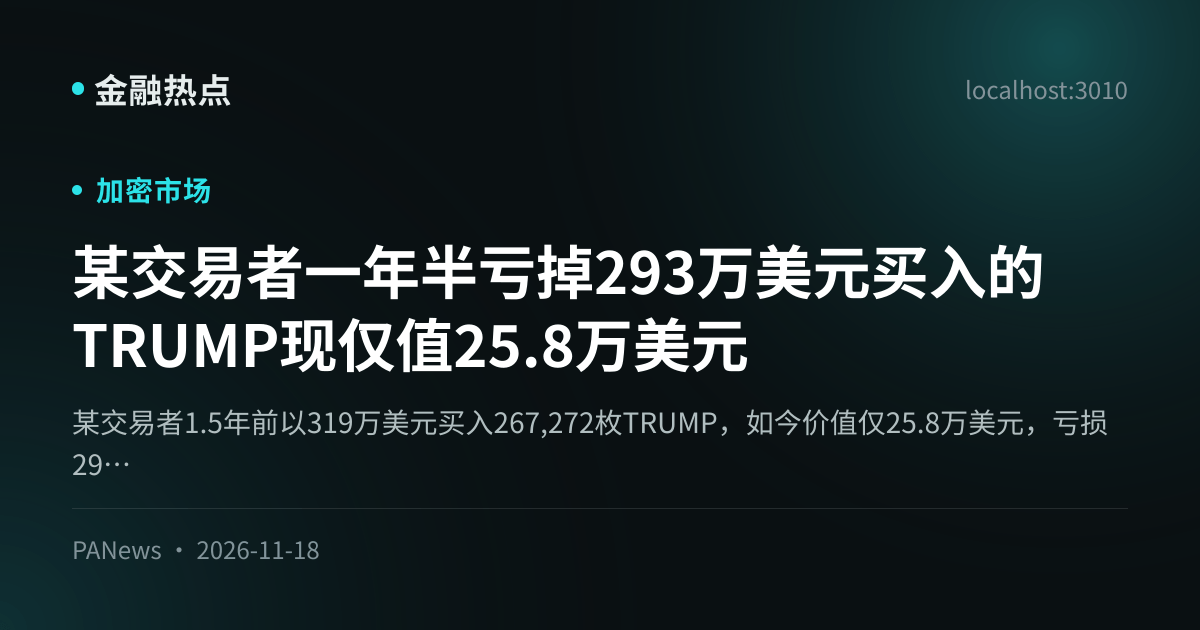 金融热点
localhost:3010
加密市场
某交易者一年半亏掉293万美元买入的
TRUMP现仅值25.8万美元
某交易者1.5年前以319万美元买入267,272枚TRUMP，如今价值仅25.8万美元，亏损
29…
PANews • 2026-11-18